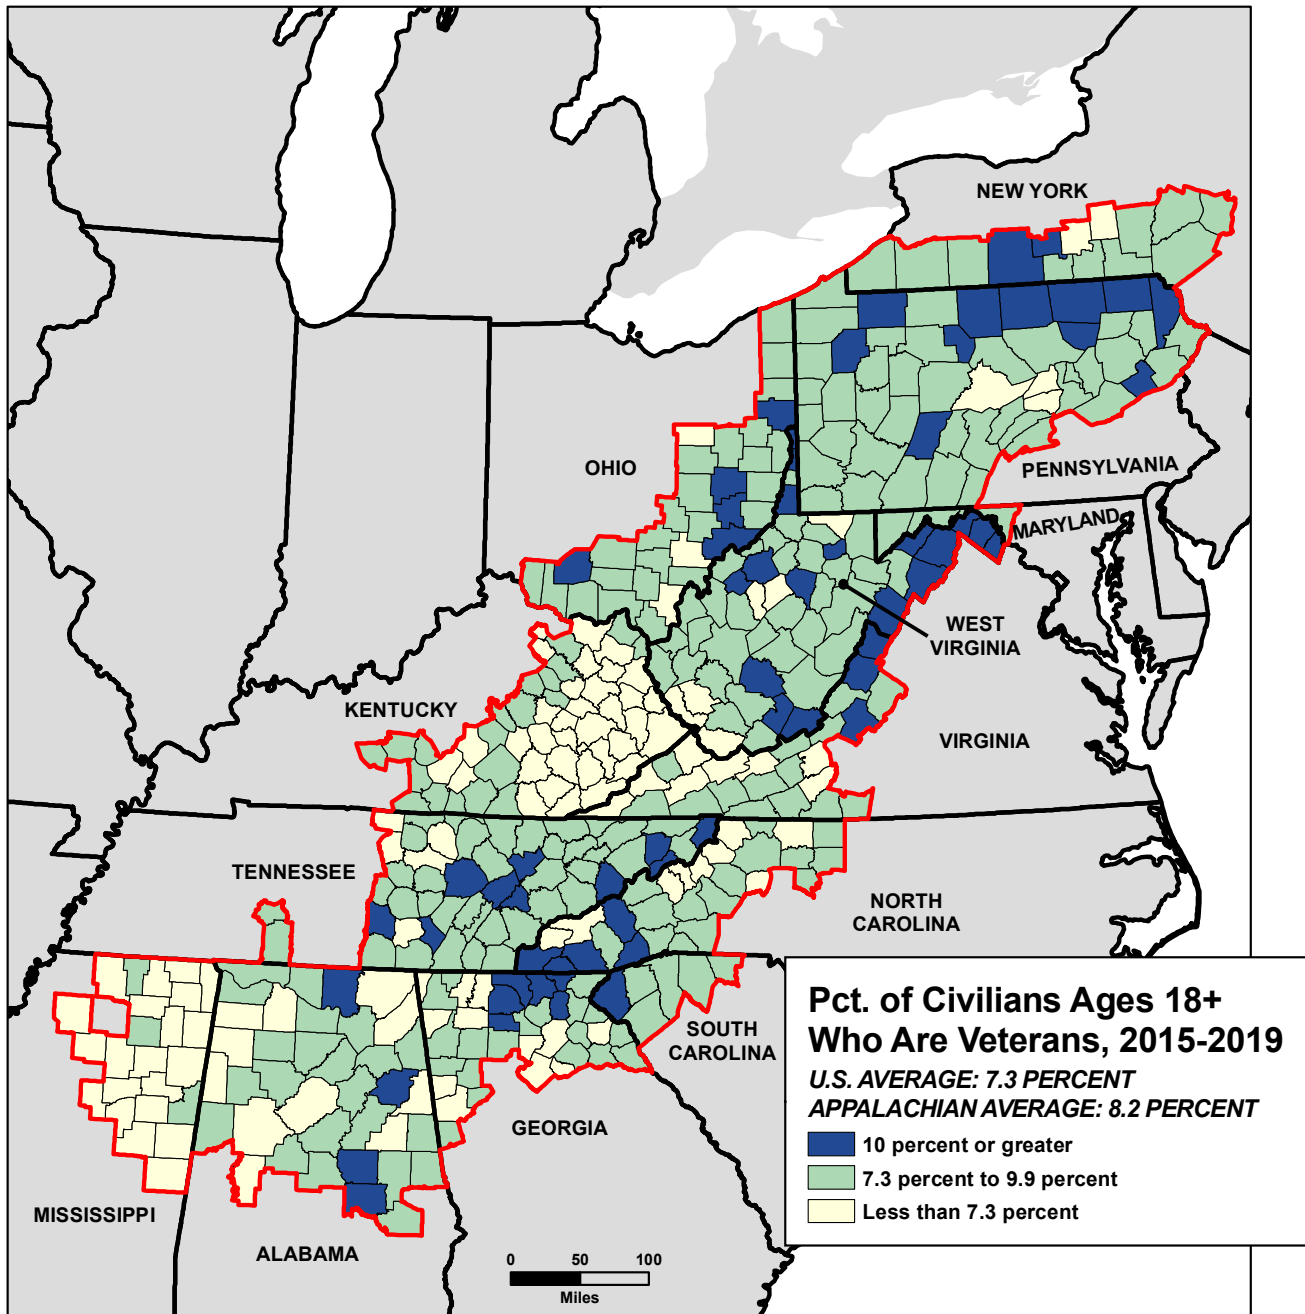 NEW YORK
OHIO
PENNSYLVANIA
MARYLAND
WEST
VIRGINIA
KENTUCKY
VIRGINIA
TENNESSEE
NORTH
CAROLINA
SOUTH
CAROLINA
GEORGIA
MISSISSIPPI
ALABAMA
Pct. of Civilians Ages 18+
Who Are Veterans, 2015-2019
U.S. AVERAGE: 7.3 PERCENT
APPALACHIAN AVERAGE: 8.2 PERCENT
10 percent or greater
7.3 percent to 9.9 percent
Less than 7.3 percent
0 50 100
Miles